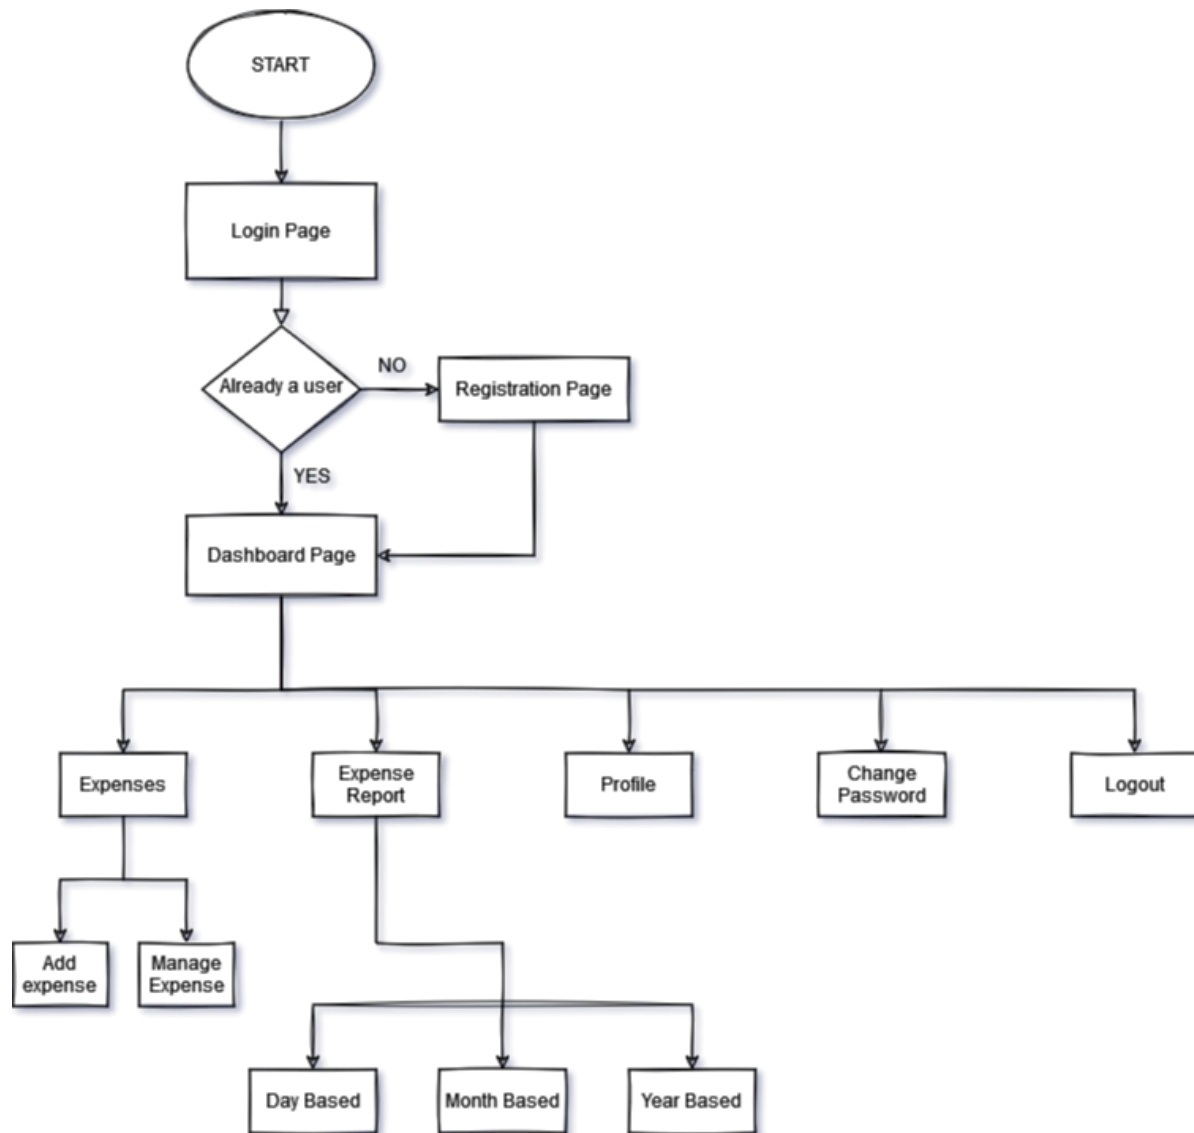 START
Login Page
Already a user
NO
Registration Page
YES
Dashboard Page
Expenses
Expense
Report
Profile
Change
Password
Logout
Add
expense
Manage
Expense
Day Based
Month Based
Year Based